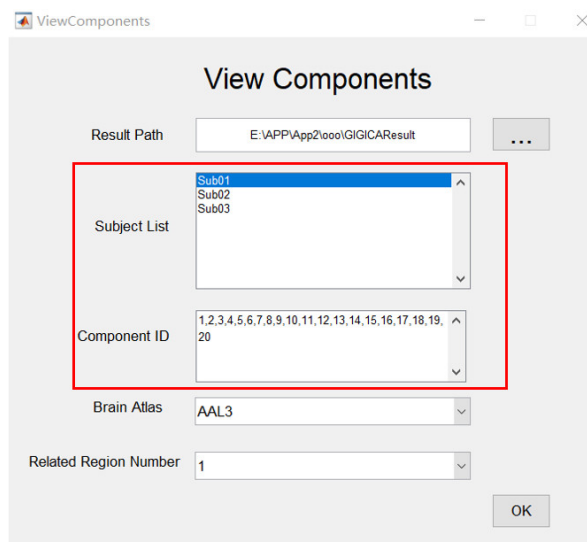 ViewComponents
View Components
Result Path
E:\APP\App2\ooo\GIGICAResult
...
Subject List
Sub01
Sub02
Sub03
Component ID
1,2,3,4,5,6,7,8,9,10,11,12,13,14,15,16,17,18,19,
20
Brain Atlas
AAL3
Related Region Number
1
OK